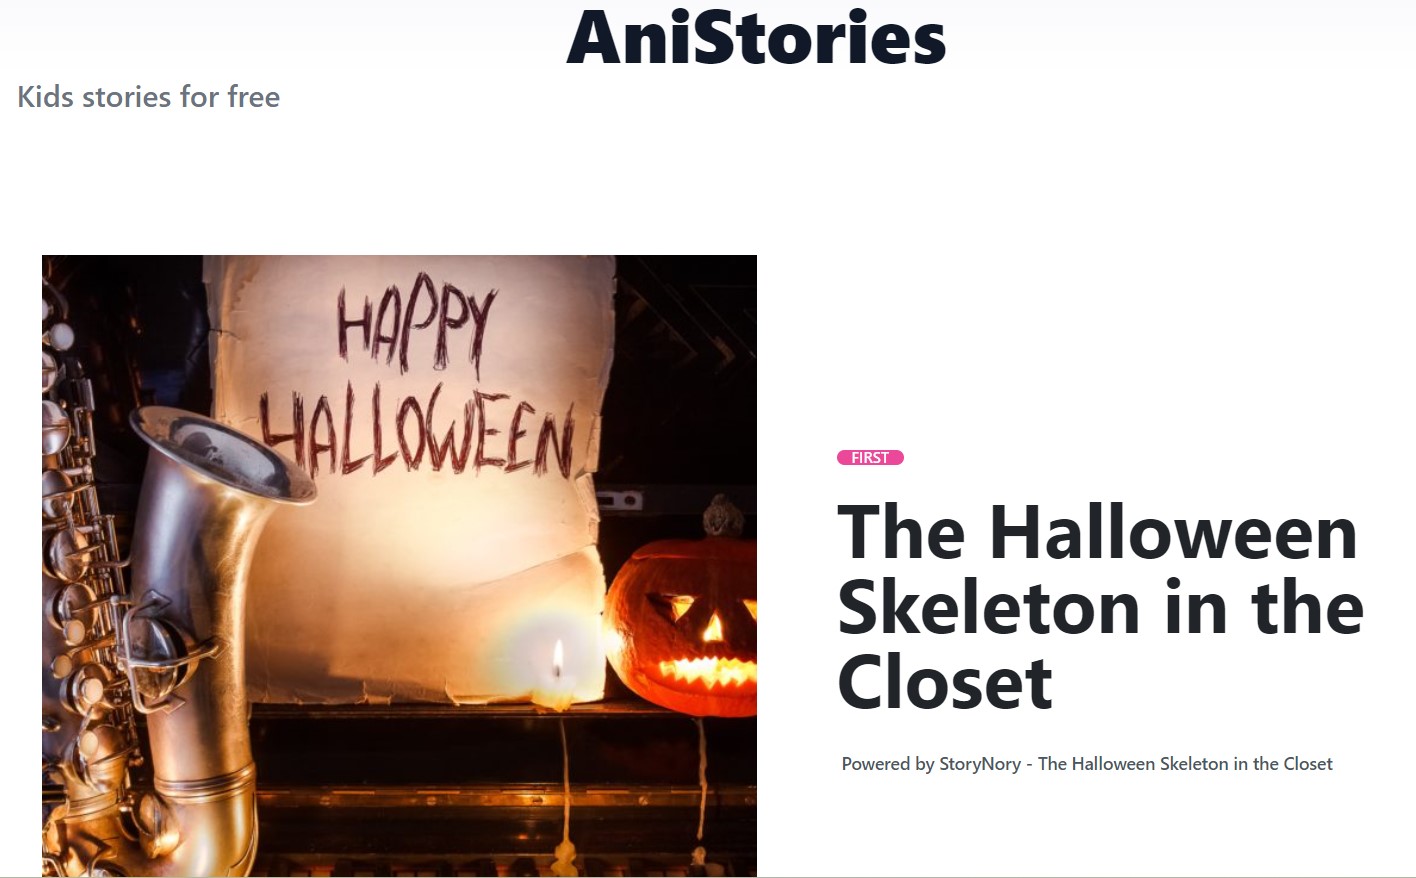 AniStories
Kids stories for free
HAPPY
HALLOWEEN
FIRST
The Halloween
Skeleton in the
Closet
Powered by StoryNory - The Halloween Skeleton in the Closet